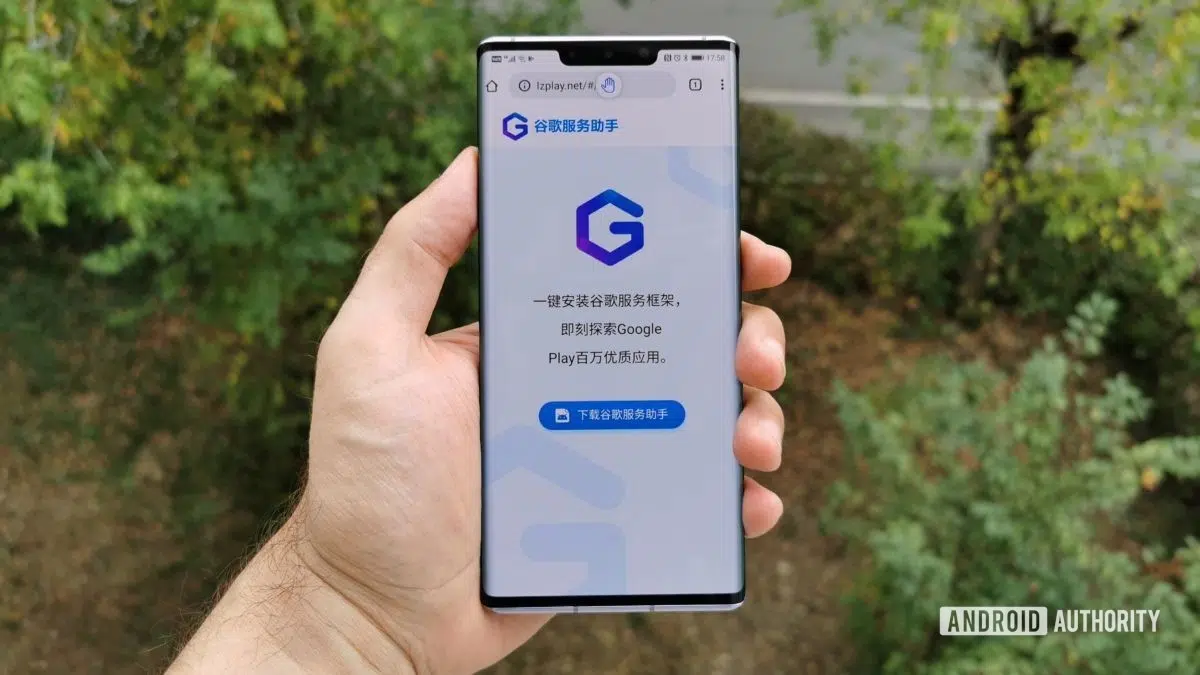 17:58
lzplay.net/#
1
谷歌服务助手
一键安装谷歌服务框架，
即刻探索Google
Play百万优质应用。
下载谷歌服务助手
ANDROID AUTHORITY